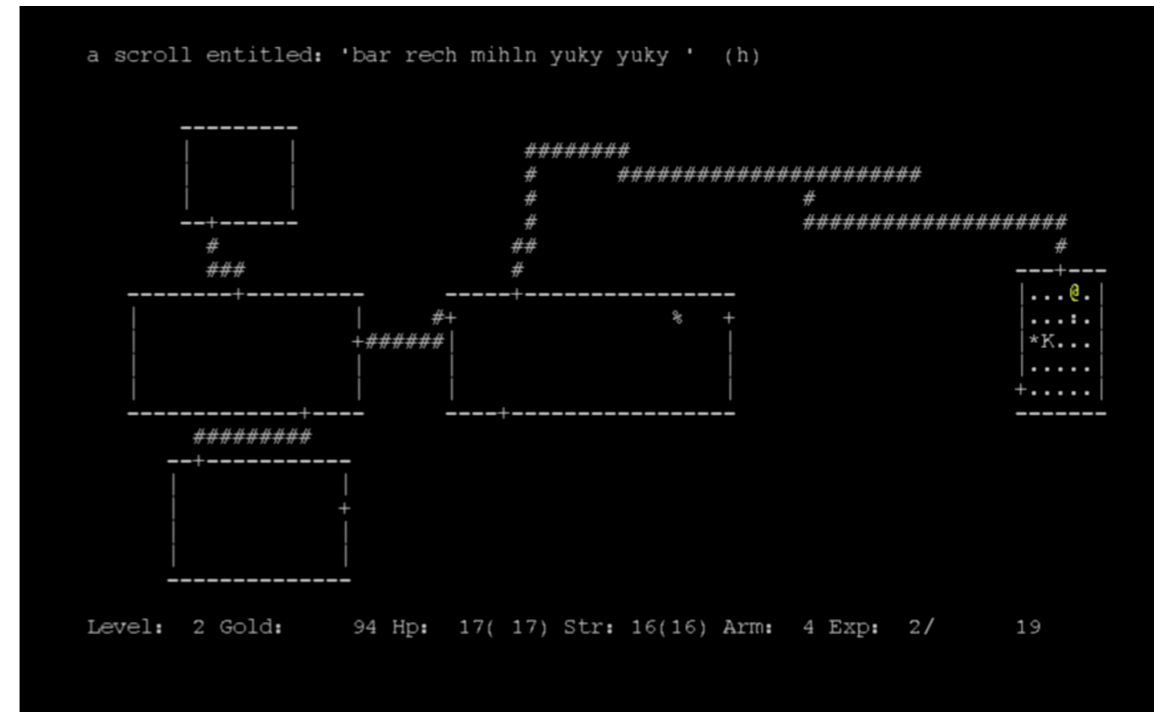 a scroll entitled: 'bar rech mihln yuky yuky ' (h)
---------
| |
| | ########
| | # ######################
| | # #
--+------ # ####################
# ## #
### # ---+---
--------+--------- -----+---------------- |...@.|
| | #+ % + |...:.|
| +######| | |*K...|
| | | | |.....|
| | | | +.....|
-------------+---- ----+----------------- -------
#########
--+-----------
| |
| +
| |
| |
--------------
Level: 2 Gold: 94 Hp: 17( 17) Str: 16(16) Arm: 4 Exp: 2/ 19